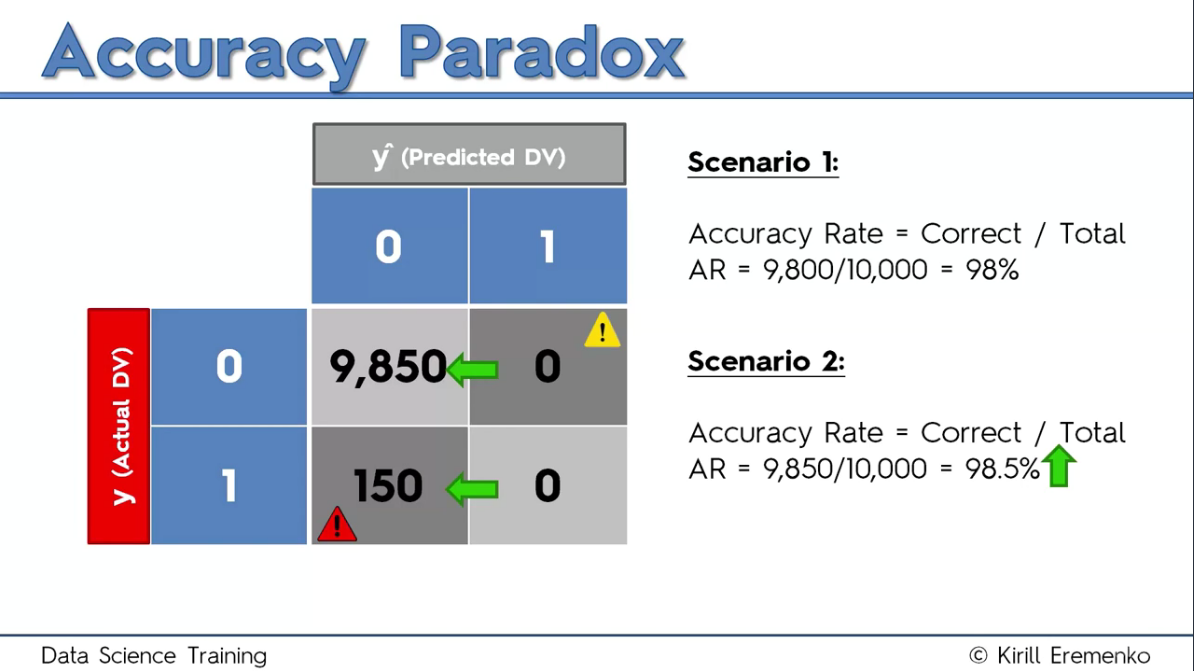 Accuracy Paradox
ŷ (Predicted DV)
0 1
y (Actual DV)
0 9,850 0
!
1 150 0
!
Scenario 1:
Accuracy Rate = Correct / Total
AR = 9,800/10,000 = 98%
Scenario 2:
Accuracy Rate = Correct / Total
AR = 9,850/10,000 = 98.5%
Data Science Training
© Kirill Eremenko